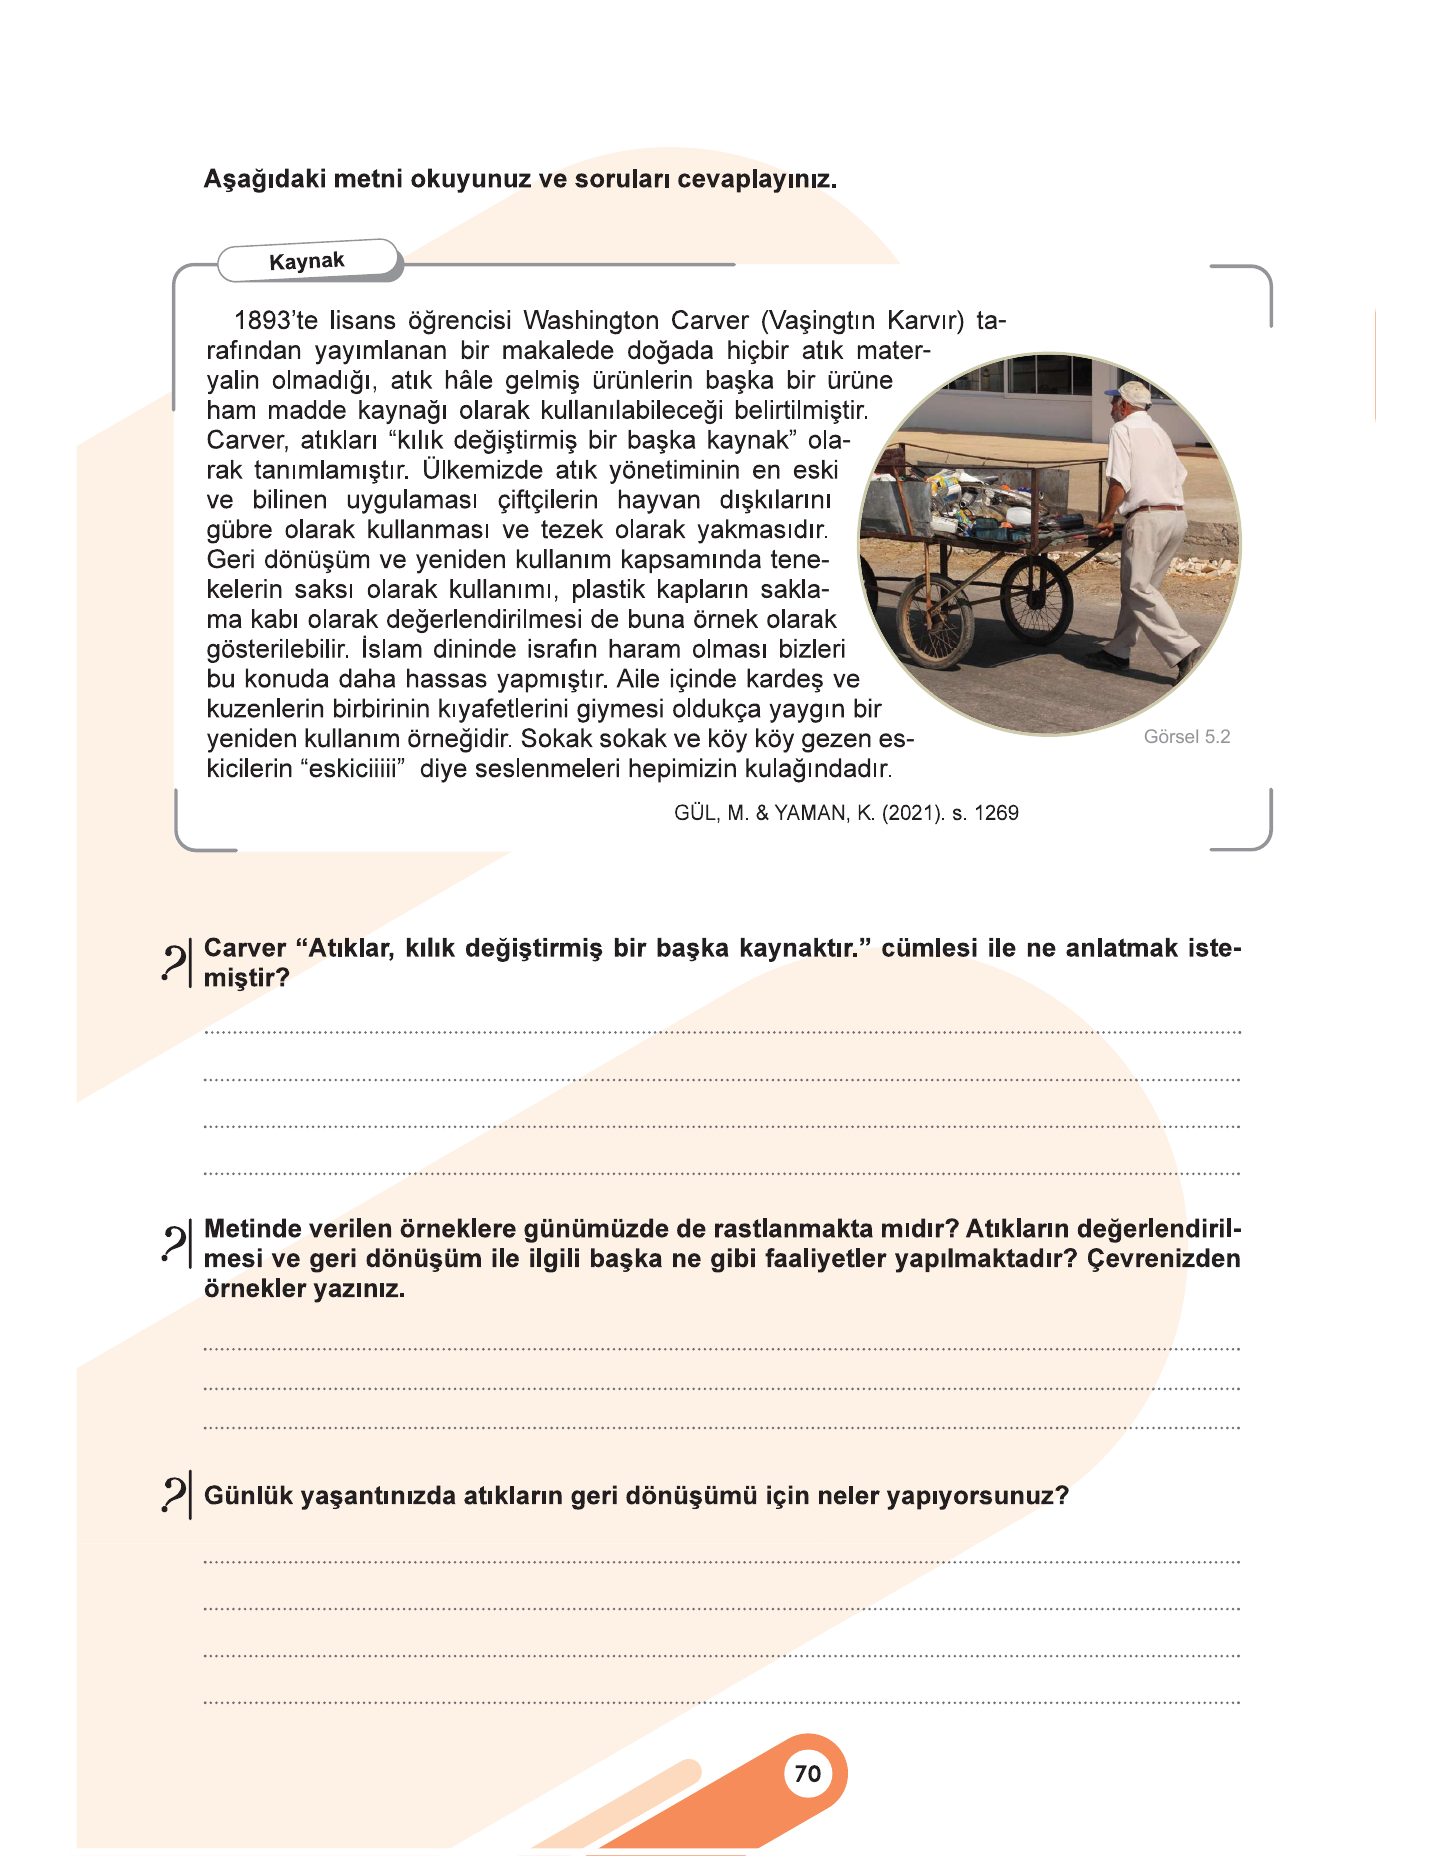 Aşağıdaki metni okuyunuz ve soruları cevaplayınız.
Kaynak
1893’te lisans öğrencisi Washington Carver (Vaşingtın Karvır) ta-
rafından yayımlanan bir makalede doğada hiçbir atık mater-
yalin olmadığı, atık hâle gelmiş ürünlerin başka bir ürüne
ham madde kaynağı olarak kullanılabileceği belirtilmiştir.
Carver, atıkları “kılık değiştirmiş bir başka kaynak” ola-
rak tanımlamıştır. Ülkemizde atık yönetiminin en eski
ve bilinen uygulaması çiftçilerin hayvan dışkılarını
gübre olarak kullanması ve tezek olarak yakmasıdır.
Geri dönüşüm ve yeniden kullanım kapsamında tene-
kelerin saksı olarak kullanımı, plastik kapların sakla-
ma kabı olarak değerlendirilmesi de buna örnek olarak
gösterilebilir. İslam dininde israfın haram olması bizleri
bu konuda daha hassas yapmıştır. Aile içinde kardeş ve
kuzenlerin birbirinin kıyafetlerini giymesi oldukça yaygın bir
yeniden kullanım örneğidir. Sokak sokak ve köy köy gezen es-
kicilerin “eskiciiiii” diye seslenmeleri hepimizin kulağındadır.
Görsel 5.2
GÜL, M. & YAMAN, K. (2021). s. 1269
? Carver “Atıklar, kılık değiştirmiş bir başka kaynaktır.” cümlesi ile ne anlatmak iste-
miştir?
? Metinde verilen örneklere günümüzde de rastlanmakta mıdır? Atıkların değerlendiril-
mesi ve geri dönüşüm ile ilgili başka ne gibi faaliyetler yapılmaktadır? Çevrenizden
örnekler yazınız.
? Günlük yaşantınızda atıkların geri dönüşümü için neler yapıyorsunuz?
70